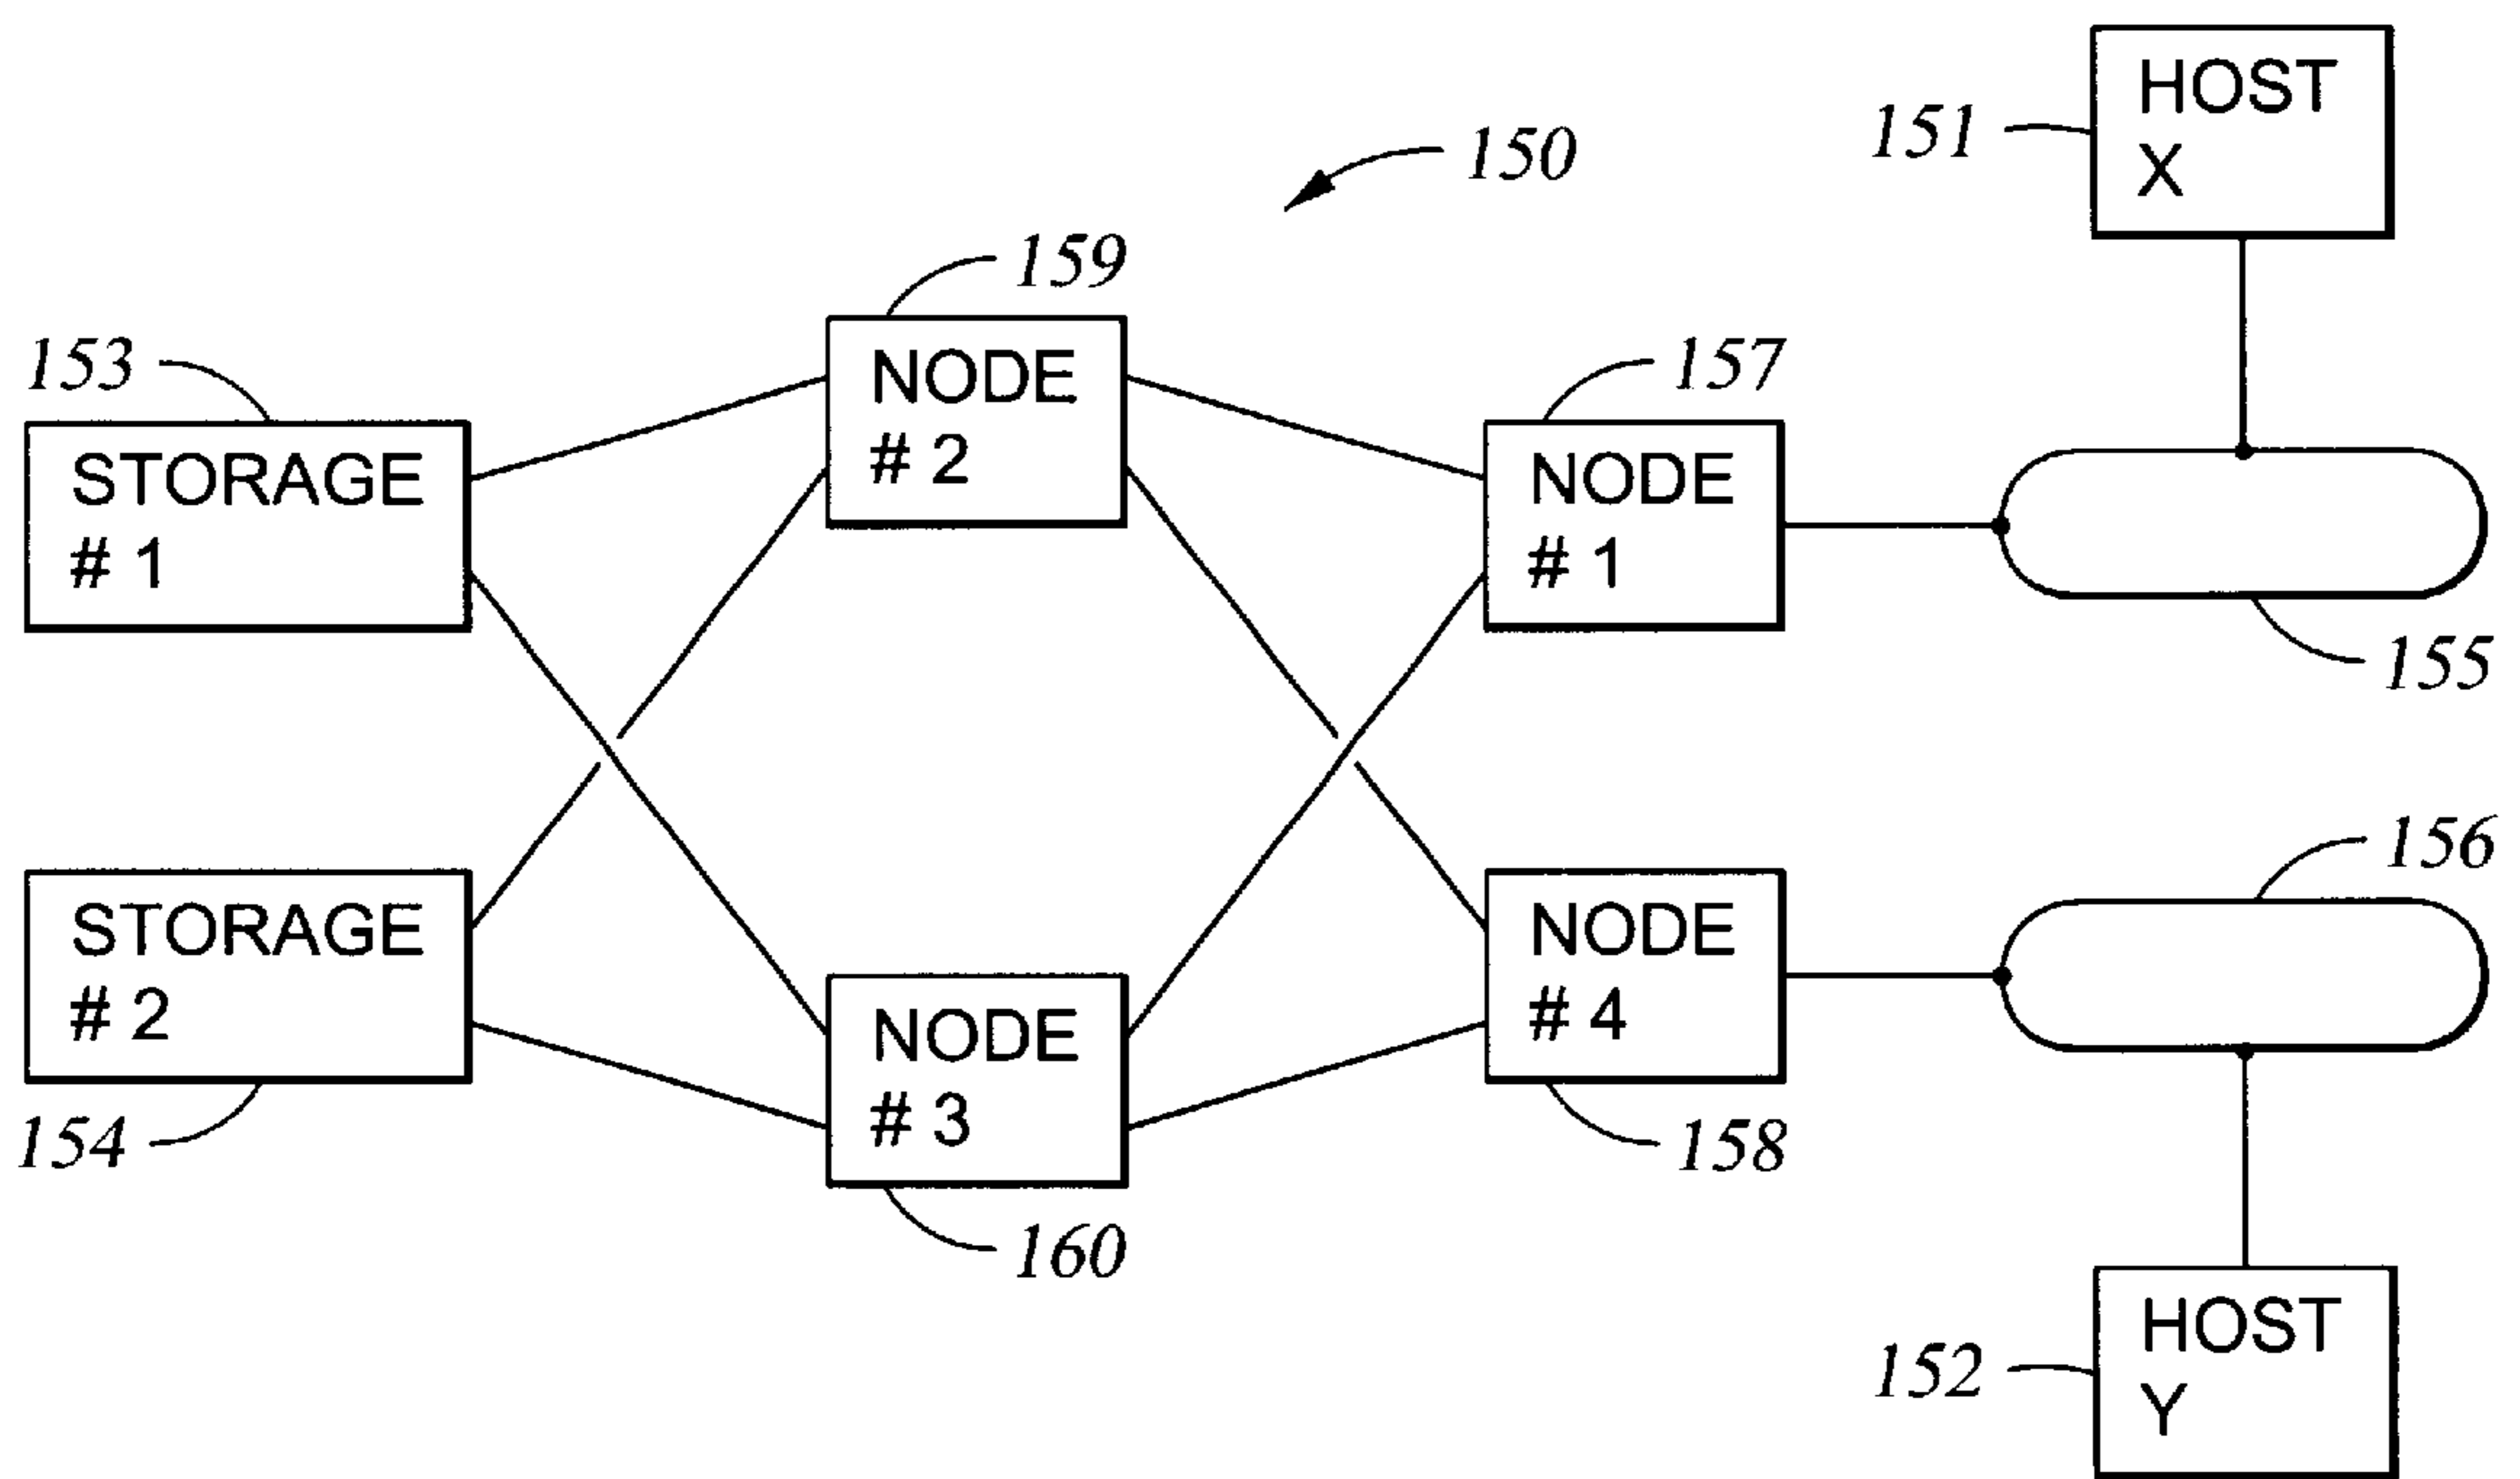 HOST
X
151
150
159
NODE
# 2
153
STORAGE
# 1
157
NODE
# 1
155
156
STORAGE
# 2
154
NODE
# 3
160
NODE
# 4
158
HOST
Y
152